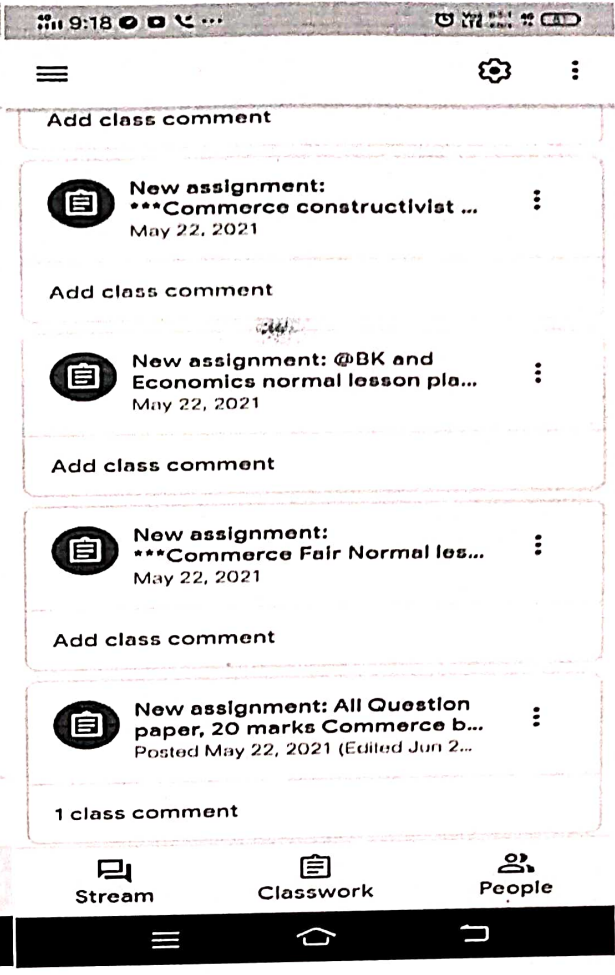 9:18
Add class comment
New assignment:
***Commerce constructivist ...
May 22, 2021
Add class comment
New assignment: @BK and
Economics normal lesson pla...
May 22, 2021
Add class comment
New assignment:
***Commerce Fair Normal les...
May 22, 2021
Add class comment
New assignment: All Question
paper, 20 marks Commerce b...
Posted May 22, 2021 (Edited Jun 2...
1 class comment
Stream Classwork People